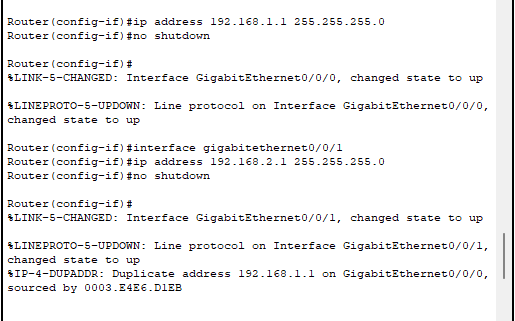 Router(config-if)#ip address 192.168.1.1 255.255.255.0
Router(config-if)#no shutdown
Router(config-if)#
%LINK-5-CHANGED: Interface GigabitEthernet0/0/0, changed state to up
%LINEPROTO-5-UPDOWN: Line protocol on Interface GigabitEthernet0/0/0,
changed state to up
Router(config-if)#interface gigabitethernet0/0/1
Router(config-if)#ip address 192.168.2.1 255.255.255.0
Router(config-if)#no shutdown
Router(config-if)#
%LINK-5-CHANGED: Interface GigabitEthernet0/0/1, changed state to up
%LINEPROTO-5-UPDOWN: Line protocol on Interface GigabitEthernet0/0/1,
changed state to up
%IP-4-DUPADDR: Duplicate address 192.168.1.1 on GigabitEthernet0/0/0,
sourced by 0003.E4E6.D1EB